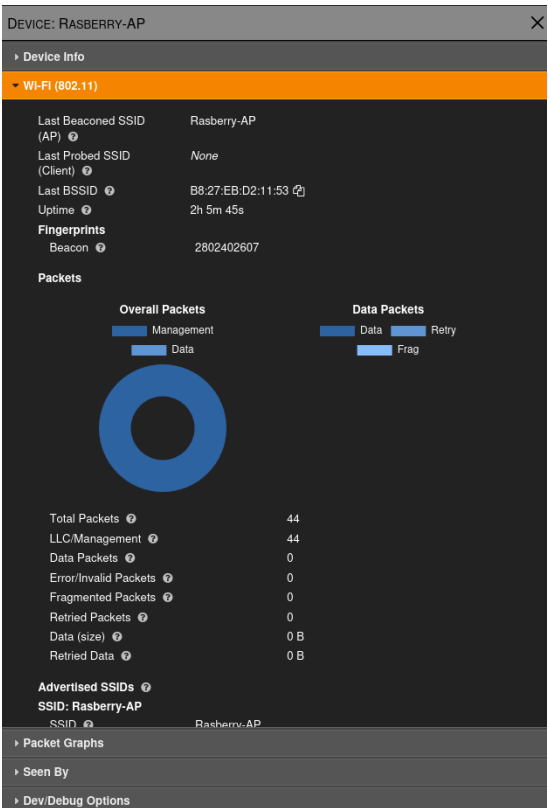 DEVICE: RASBERRY-AP
Device Info
Wi-Fi (802.11)
Last Beaconed SSID Rasberry-AP
(AP)
Last Probed SSID None
(Client)
Last BSSID B8:27:EB:D2:11:53
Uptime 2h 5m 45s
Fingerprints
Beacon 2802402607
Packets
Overall Packets
Management
Data
Data Packets
Data Retry
Frag
Total Packets 44
LLC/Management 44
Data Packets 0
Error/Invalid Packets 0
Fragmented Packets 0
Retried Packets 0
Data (size) 0 B
Retried Data 0 B
Advertised SSIDs
SSID: Rasberry-AP
SSID Rasberry-AP
Packet Graphs
Seen By
Dev/Debug Options